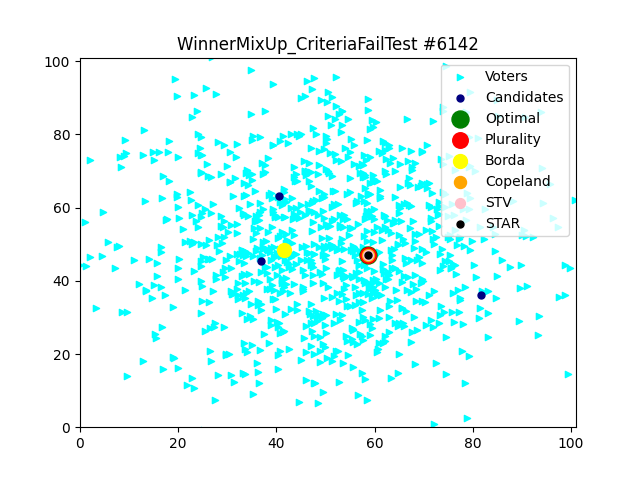 WinnerMixUp_CriteriaFailTest #6142
100
80
60
40
20
0
0 20 40 60 80 100
Voters
Candidates
Optimal
Plurality
Borda
Copeland
STV
STAR